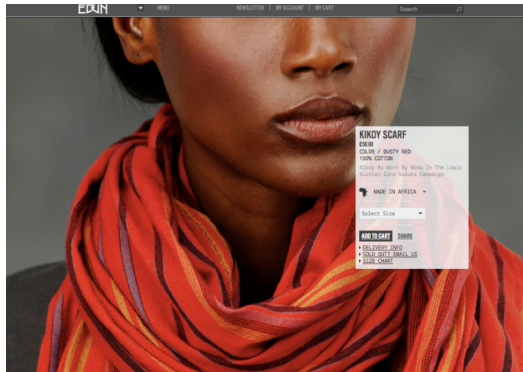 EDUN
MENU
NEWSLETTER | MY ACCOUNT | MY CART
Search
KIKOY SCARF
€50.00
COLOR / DUSTY RED
100% COTTON
Kikoy As Worn By Bono In The Louis
Vuitton Core Values Campaign
MADE IN AFRICA
Select Size
ADD TO CART SHARE
DELIVERY INFO
SOLD OUT? EMAIL US
SIZE CHART